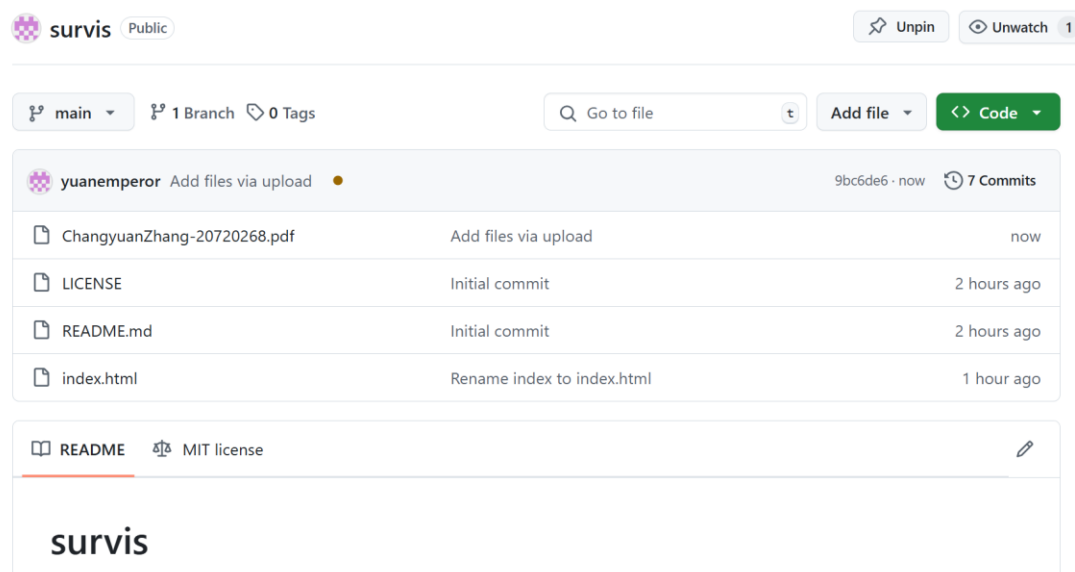 survis Public Unpin Unwatch 1
main 1 Branch 0 Tags Go to file t Add file Code
yuanemperor Add files via upload 9bc6de6 · now 7 Commits
ChangyuanZhang-20720268.pdf Add files via upload now
LICENSE Initial commit 2 hours ago
README.md Initial commit 2 hours ago
index.html Rename index to index.html 1 hour ago
README MIT license
survis